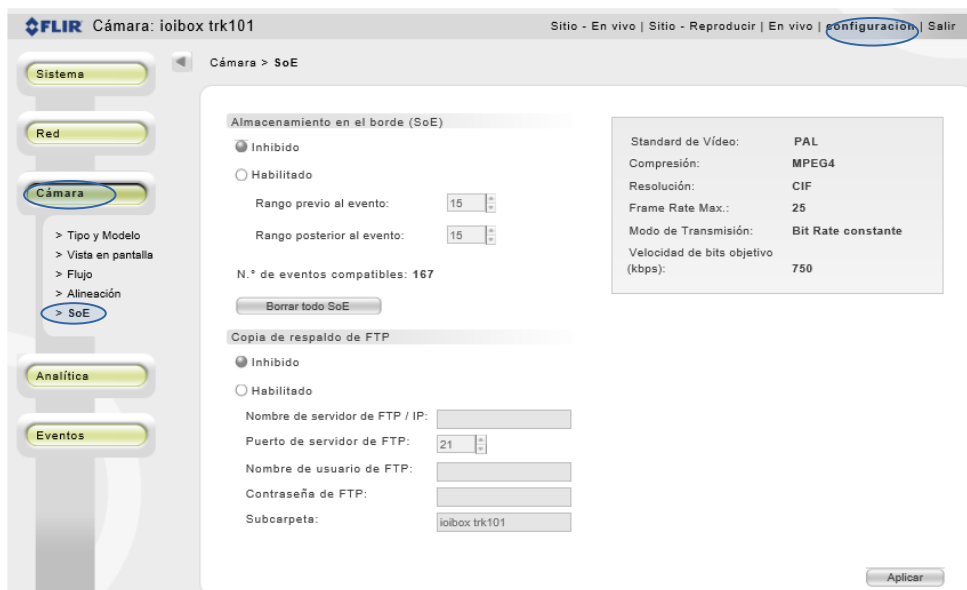 FLIR Cámara: ioibox trk101
Sitio - En vivo | Sitio - Reproducir | En vivo | configuración | Salir
Cámara > SoE
Sistema
Red
Cámara
> Tipo y Modelo
> Vista en pantalla
> Flujo
> Alineación
> SoE
Analítica
Eventos
Almacenamiento en el borde (SoE)
Inhibido
Habilitado
Rango previo al evento: 15
Rango posterior al evento: 15
N.° de eventos compatibles: 167
Borrar todo SoE
Copia de respaldo de FTP
Inhibido
Habilitado
Nombre de servidor de FTP / IP:
Puerto de servidor de FTP: 21
Nombre de usuario de FTP:
Contraseña de FTP:
Subcarpeta: ioibox trk101
Standard de Vídeo: PAL
Compresión: MPEG4
Resolución: CIF
Frame Rate Max.: 25
Modo de Transmisión: Bit Rate constante
Velocidad de bits objetivo
(kbps): 750
Aplicar